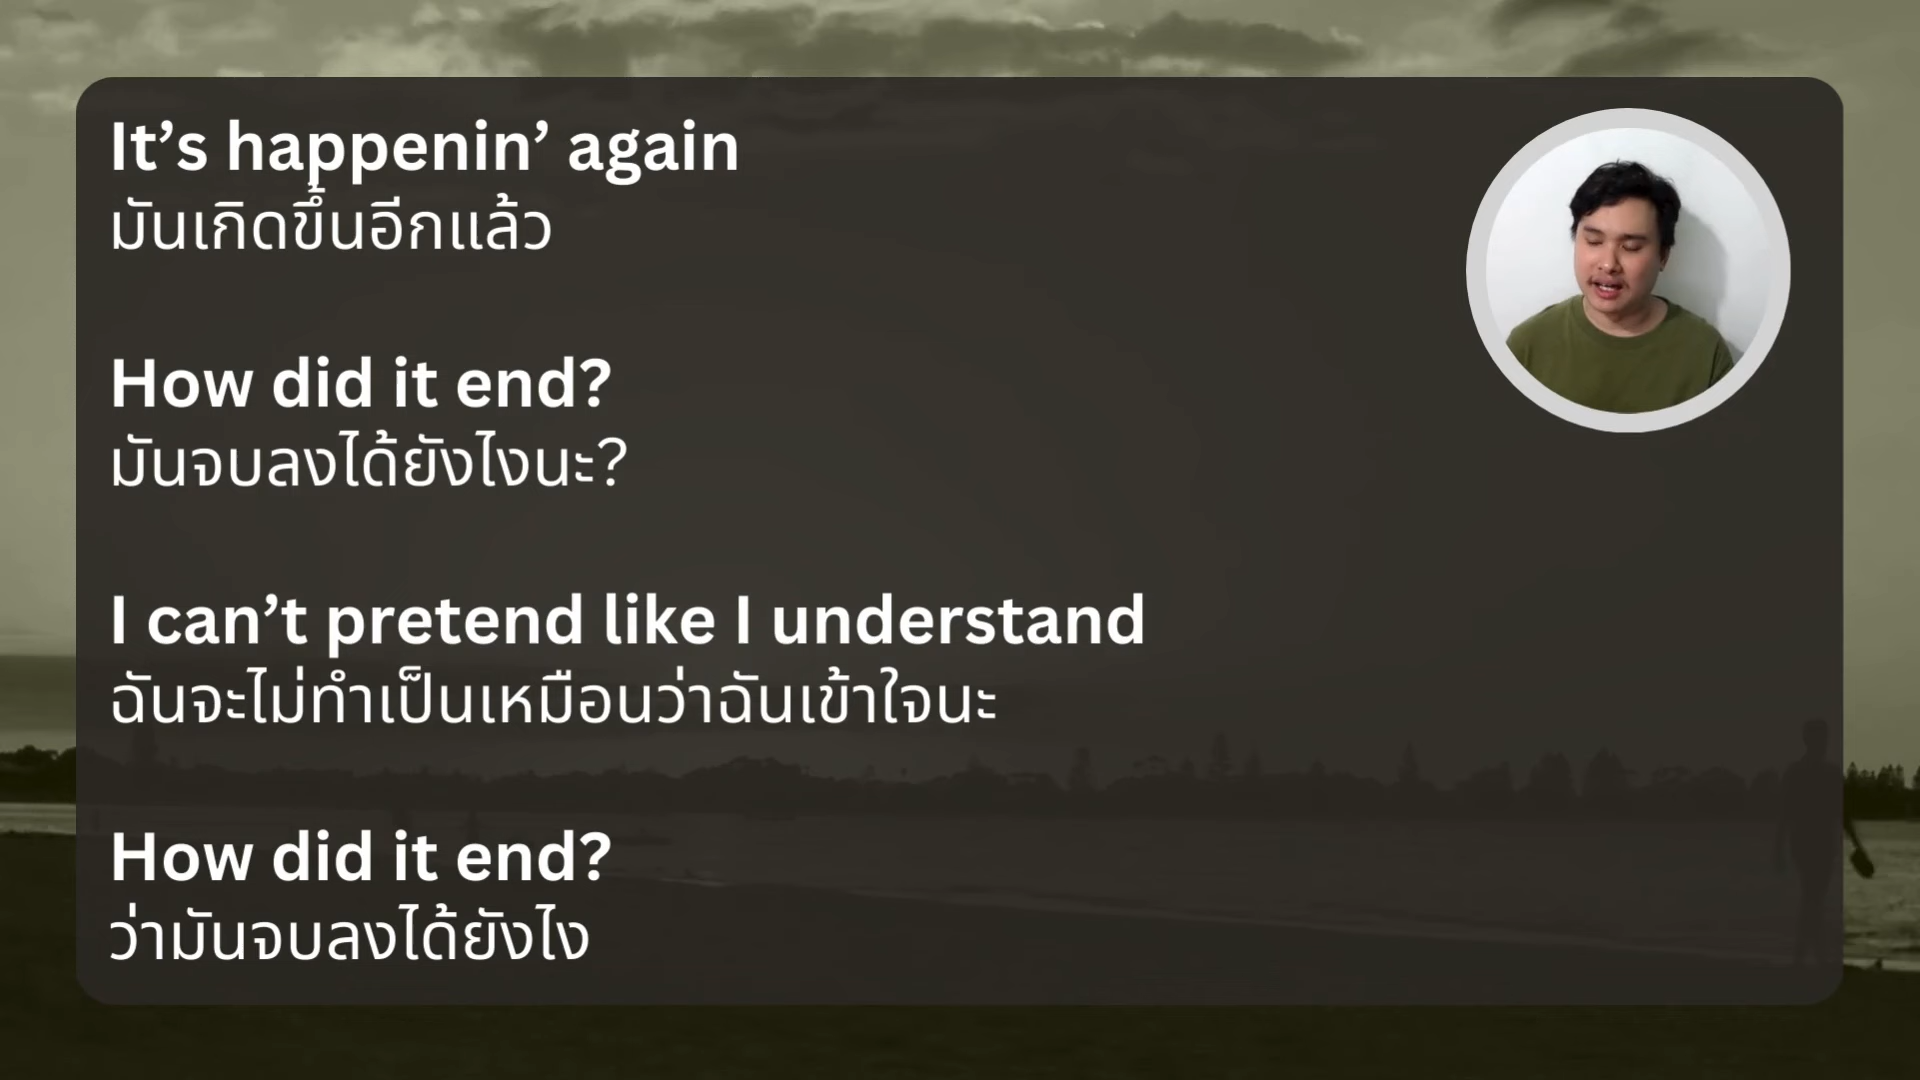 It’s happenin’ again
มันเกิดขึ้นอีกแล้ว
How did it end?
มันจบลงได้ยังไงนะ?
I can’t pretend like I understand
ฉันจะไม่ทำเป็นเหมือนว่าฉันเข้าใจนะ
How did it end?
ว่ามันจบลงได้ยังไง